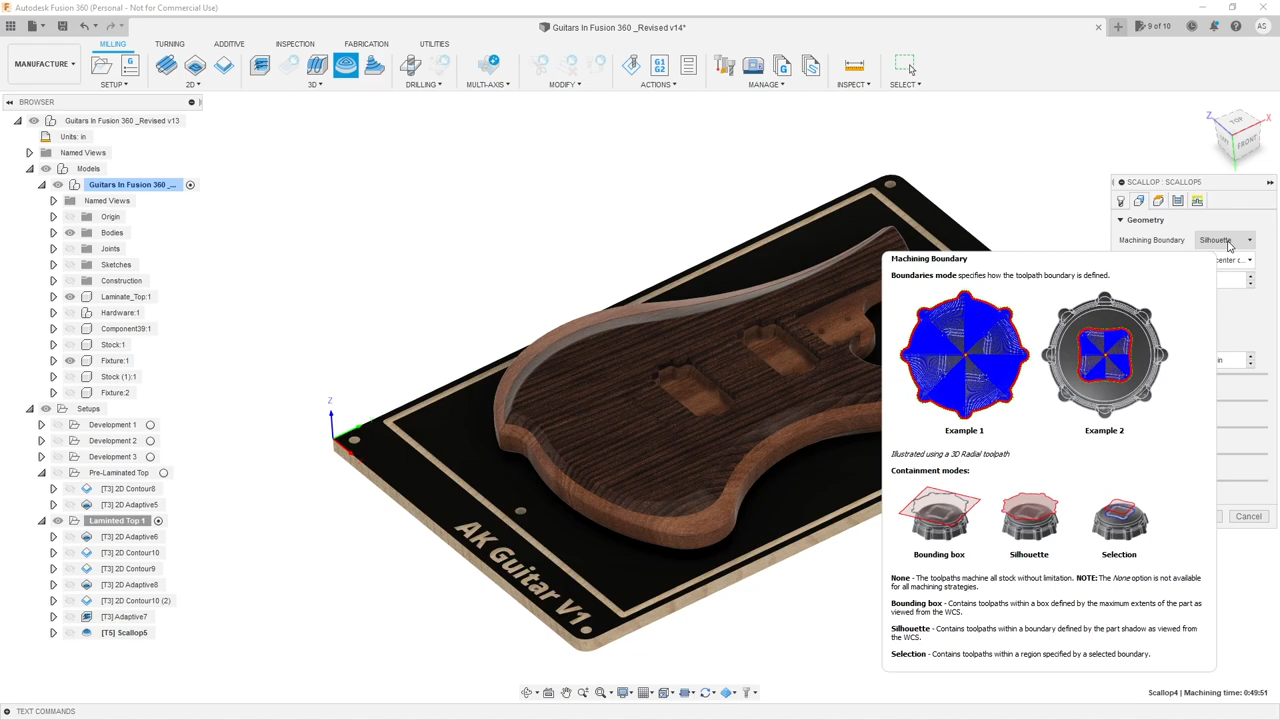 Autodesk Fusion 360 (Personal - Not for Commercial Use)
Guitars In Fusion 360 _Revised v14*
9 of 10
AS
MILLING
TURNING
ADDITIVE
INSPECTION
FABRICATION
UTILITIES
MANUFACTURE
SETUP
2D
3D
DRILLING
MULTI-AXIS
MODIFY
ACTIONS
MANAGE
INSPECT
SELECT
G
G1
G2
BROWSER
Guitars In Fusion 360 _Revised v13
Units: in
Named Views
Models
Guitars In Fusion 360 _...
Named Views
Origin
Bodies
Joints
Sketches
Construction
Laminate_Top:1
Hardware:1
Component39:1
Stock:1
Fixture:1
Stock (1):1
Fixture:2
Setups
Development 1
Development 2
Development 3
Pre-Laminated Top
[T3] 2D Contour8
[T3] 2D Adaptive5
Laminted Top 1
[T3] 2D Adaptive6
[T3] 2D Contour10
[T3] 2D Contour9
[T3] 2D Adaptive8
[T3] 2D Contour10 (2)
[T3] Adaptive7
[T5] Scallop5
Z
AK Guitar V1
Z
X
TOP
LEFT
FRONT
SCALLOP : SCALLOP5
Geometry
Machining Boundary
Silhouette
center c...
in
Cancel
Machining Boundary
Boundaries mode specifies how the toolpath boundary is defined.
Example 1
Example 2
Illustrated using a 3D Radial toolpath
Containment modes:
Bounding box
Silhouette
Selection
None - The toolpaths machine all stock without limitation. NOTE: The None option is not available
for all machining strategies.
Bounding box - Contains toolpaths within a box defined by the maximum extents of the part as
viewed from the WCS.
Silhouette - Contains toolpaths within a boundary defined by the part shadow as viewed from the
WCS.
Selection - Contains toolpaths within a region specified by a selected boundary.
Scallop4 | Machining time: 0:49:51
TEXT COMMANDS